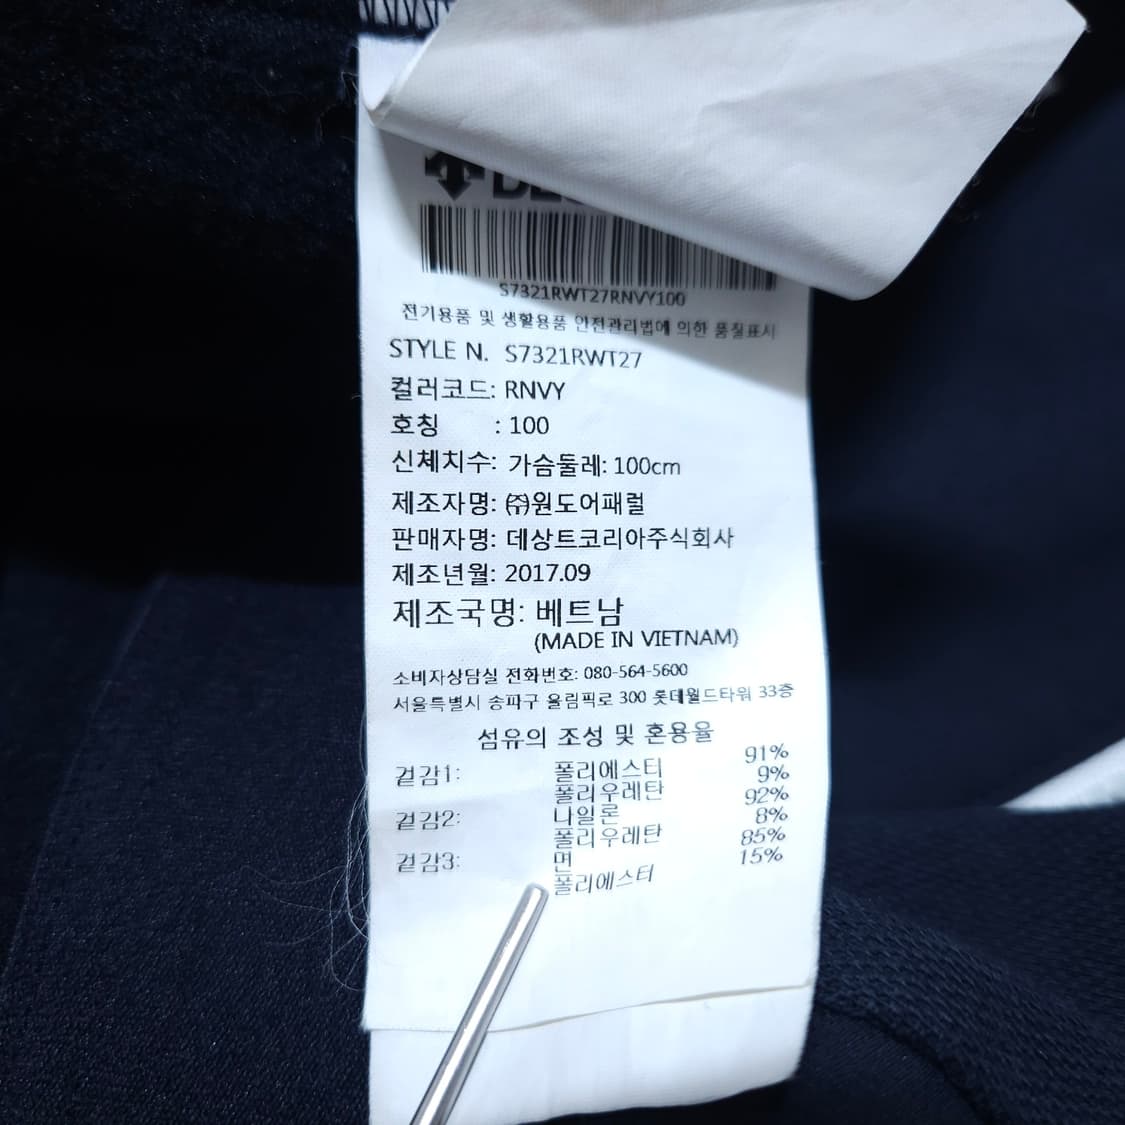 S7321RWT27RNVY100
전기용품 및 생활용품 안전관리법에 의한 품질표시
STYLE N. S7321RWT27
컬러코드: RNVY
호칭 : 100
신체치수: 가슴둘레: 100cm
제조자명: ㈜원도어패럴
판매자명: 데상트코리아주식회사
제조년월: 2017.09
제조국명: 베트남
(MADE IN VIETNAM)
소비자상담실 전화번호: 080-564-5600
서울특별시 송파구 올림픽로 300 롯데월드타워 33층
섬유의 조성 및 혼용율
겉감1: 폴리에스터 91%
폴리우레탄 9%
겉감2: 나일론 92%
폴리우레탄 8%
겉감3: 면 85%
폴리에스터 15%